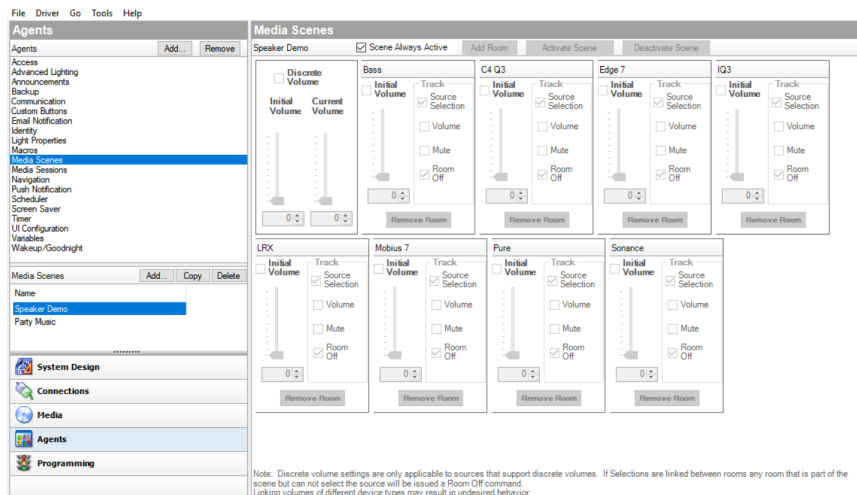 File Driver Go Tools Help
Agents
Agents Add... Remove
Access
Advanced Lighting
Announcements
Backup
Communication
Custom Buttons
Email Notification
Identity
Light Properties
Macros
Media Scenes
Media Sessions
Navigation
Push Notification
Scheduler
Screen Saver
Timer
UI Configuration
Variables
Wakeup/Goodnight
Media Scenes Add... Copy Delete
Name
Speaker Demo
Party Music
System Design
Connections
Media
Agents
Programming
Media Scenes
Speaker Demo Scene Always Active Add Room Activate Scene Deactivate Scene
Discrete
Volume
Initial Current
Volume Volume
0 0
Bass
Initial Track
Volume Source
Selection
Volume
Mute
Room
Off
0
Remove Room
C4 Q3
Initial Track
Volume Source
Selection
Volume
Mute
Room
Off
0
Remove Room
Edge 7
Initial Track
Volume Source
Selection
Volume
Mute
Room
Off
0
Remove Room
IQ3
Initial Track
Volume Source
Selection
Volume
Mute
Room
Off
0
Remove Room
LRX
Initial Track
Volume Source
Selection
Volume
Mute
Room
Off
0
Remove Room
Mobius 7
Initial Track
Volume Source
Selection
Volume
Mute
Room
Off
0
Remove Room
Pure
Initial Track
Volume Source
Selection
Volume
Mute
Room
Off
0
Remove Room
Sonance
Initial Track
Volume Source
Selection
Volume
Mute
Room
Off
0
Remove Room
Note: Discrete volume settings are only applicable to sources that support discrete volumes. If Selections are linked between rooms any room that is part of the
scene but can not select the source will be issued a Room Off command.
Linking volumes of different device types may result in undesired behavior.